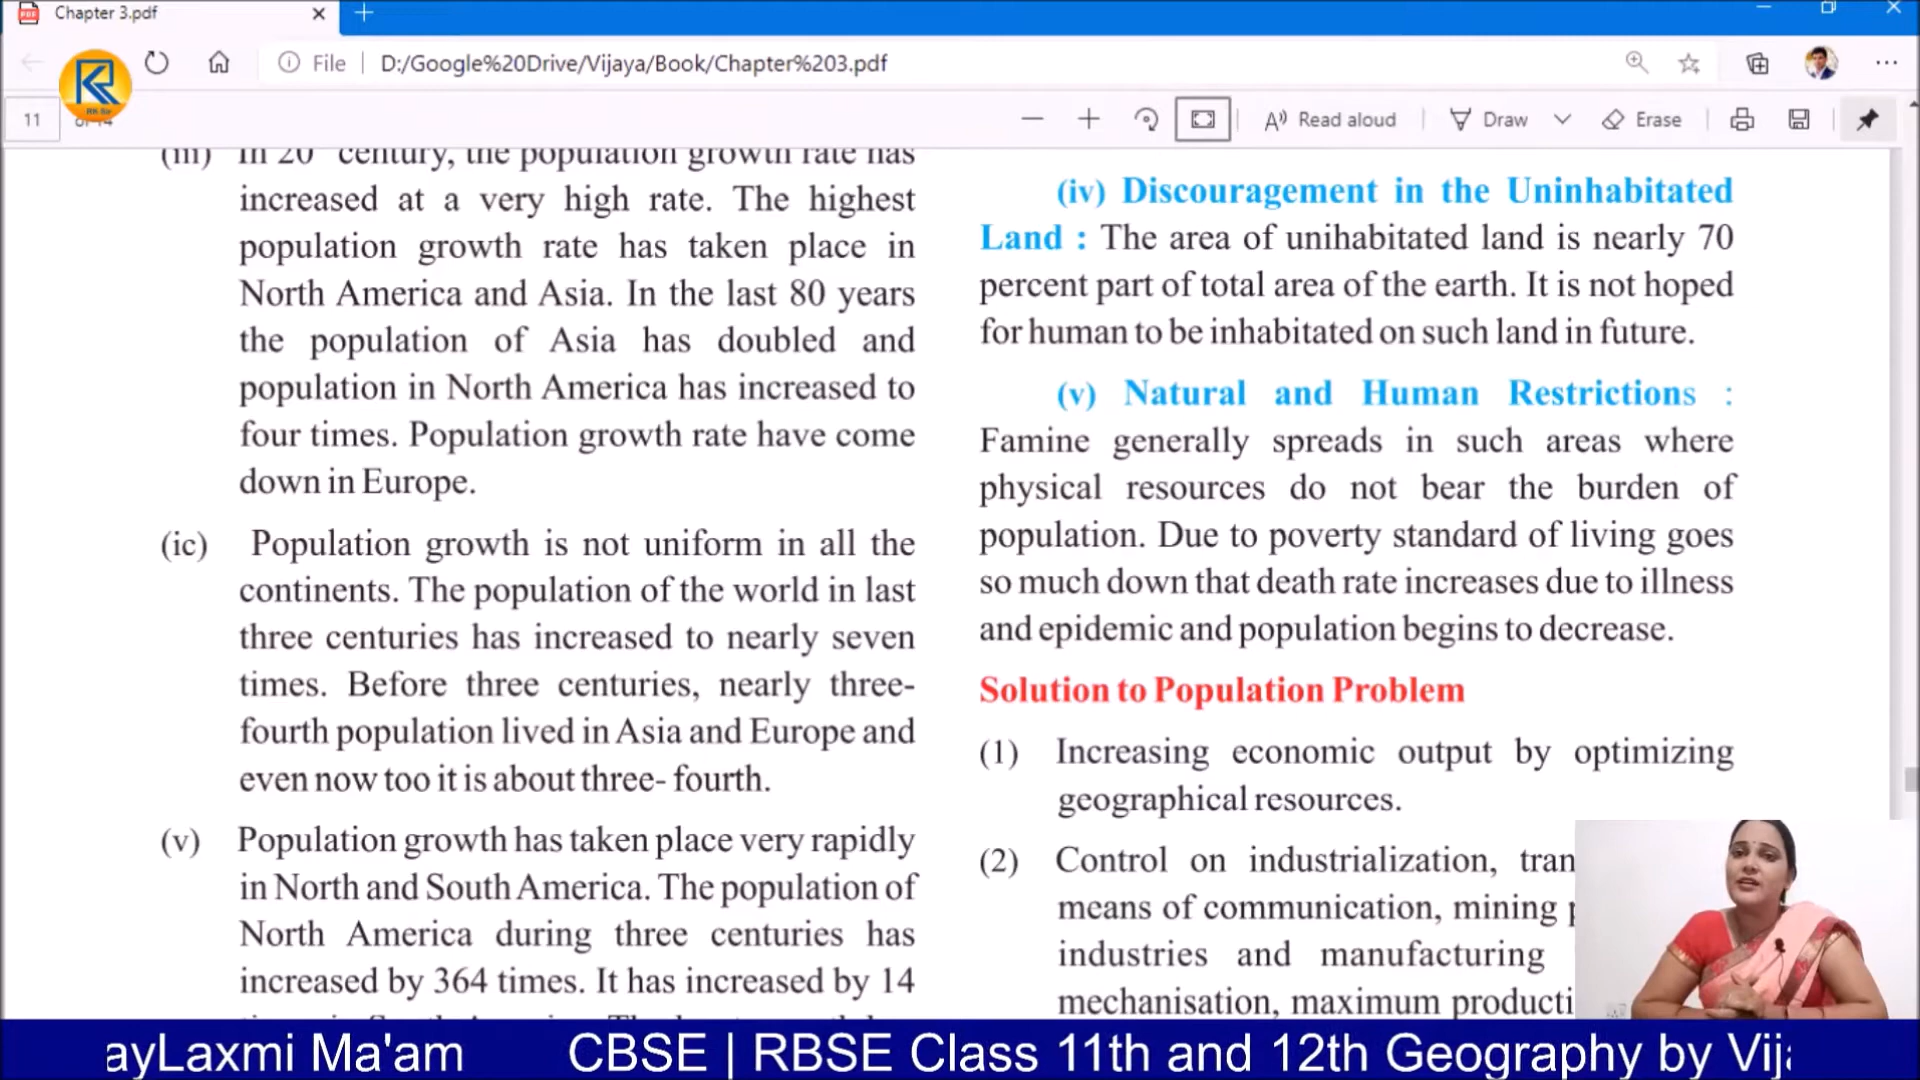 Chapter 3.pdf
File
D:/Google%20Drive/Vijaya/Book/Chapter%203.pdf
11
Read aloud
Draw
Erase
(iii) In 20 century, the population growth rate has
increased at a very high rate. The highest
population growth rate has taken place in
North America and Asia. In the last 80 years
the population of Asia has doubled and
population in North America has increased to
four times. Population growth rate have come
down in Europe.
(ic) Population growth is not uniform in all the
continents. The population of the world in last
three centuries has increased to nearly seven
times. Before three centuries, nearly three-
fourth population lived in Asia and Europe and
even now too it is about three- fourth.
(v) Population growth has taken place very rapidly
in North and South America. The population of
North America during three centuries has
increased by 364 times. It has increased by 14
(iv) Discouragement in the Uninhabitated
Land : The area of unihabitated land is nearly 70
percent part of total area of the earth. It is not hoped
for human to be inhabitated on such land in future.
(v) Natural and Human Restrictions :
Famine generally spreads in such areas where
physical resources do not bear the burden of
population. Due to poverty standard of living goes
so much down that death rate increases due to illness
and epidemic and population begins to decrease.
Solution to Population Problem
(1) Increasing economic output by optimizing
geographical resources.
(2) Control on industrialization, tran
means of communication, mining p
industries and manufacturing
mechanisation, maximum producti
ayLaxmi Ma'am CBSE | RBSE Class 11th and 12th Geography by Vij